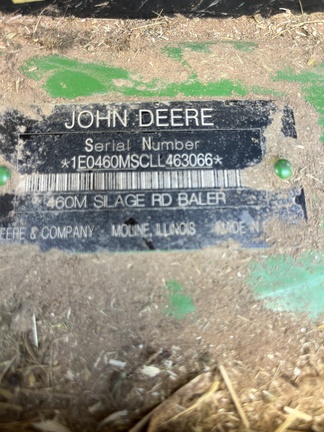 JOHN DEERE
Serial Number
*1E0460MSCLL463066*
460M SILAGE RD BALER
DEERE & COMPANY MOLINE, ILLINOIS MADE IN